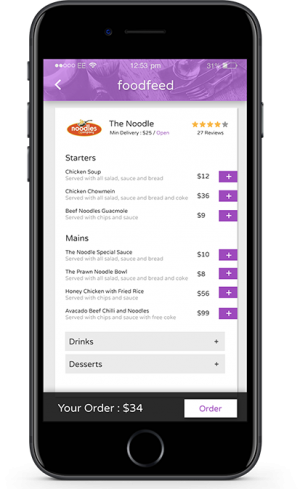 EE
12:53 pm
31%
foodfeed
noodles
The Noodle
Min Delivery : $25 / Open
27 Reviews
Starters
Chicken Soup
Served with all salad, sauce and bread
$12 +
Chicken Chowmein
Served with all salad, sauce and bread and coke
$36 +
Beef Noodles Guacmole
Served with chips and sauce
$9 +
Mains
The Noodle Special Sauce
Served with all salad, sauce and bread
$10 +
The Prawn Noodle Bowl
Served with all salad, sauce and bread and coke
$8 +
Honey Chicken with Fried Rice
Served with chips and sauce
$56 +
Avacado Beef Chili and Noodles
Served with chips and sauce with free coke
$99 +
Drinks +
Desserts +
Your Order : $34
Order